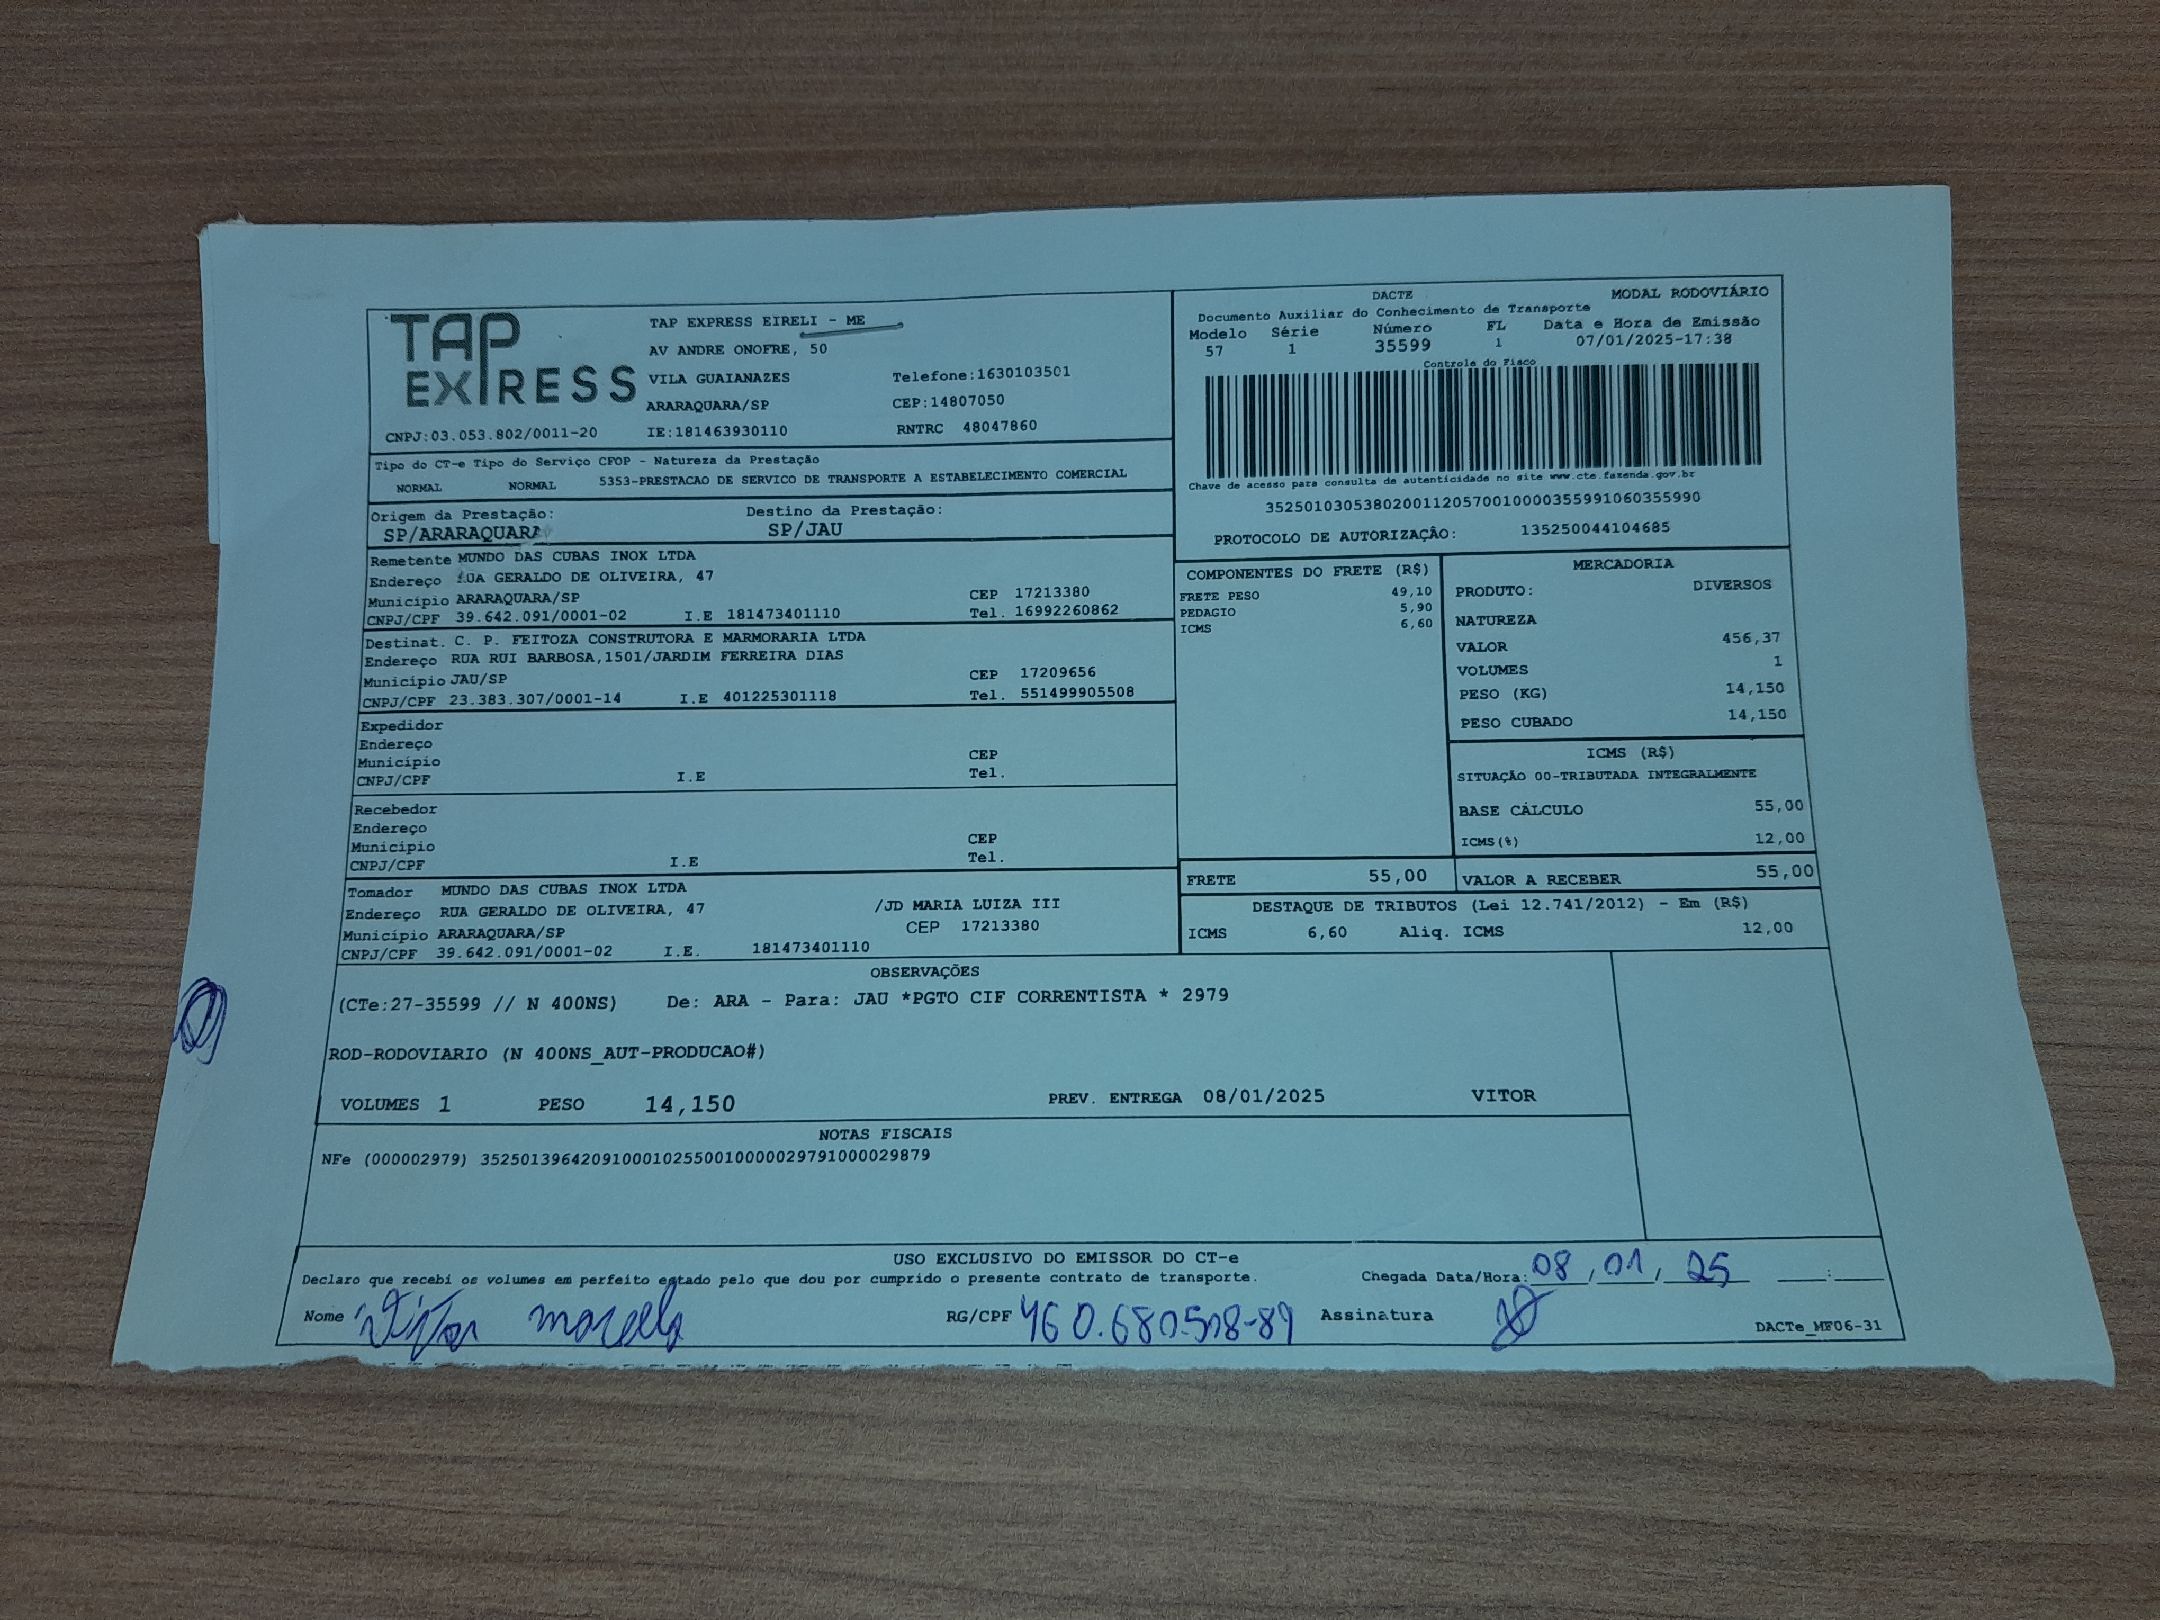 TAP EXPRESS
TAP EXPRESS EIRELI - ME
AV ANDRE ONOFRE, 50
VILA GUAIANAZES Telefone:1630103501
ARARAQUARA/SP CEP:14807050
CNPJ:03.053.802/0011-20 IE:181463930110 RNTRC 48047860
DACTE MODAL RODOVIÁRIO
Documento Auxiliar do Conhecimento de Transporte
Modelo Série Número FL Data e Hora de Emissão
57 1 35599 1 07/01/2025-17:38
Controle do Fisco
Chave de acesso para consulta de autenticidade no site www.cte.fazenda.gov.br
35250103053802001120570010000355991060355990
PROTOCOLO DE AUTORIZAÇÂO: 135250044104685
Tipo do CT-e Tipo do Serviço CFOP - Natureza da Prestação
NORMAL NORMAL 5353-PRESTACAO DE SERVICO DE TRANSPORTE A ESTABELECIMENTO COMERCIAL
Origem da Prestação: Destino da Prestação:
SP/ARARAQUARA SP/JAU
Remetente MUNDO DAS CUBAS INOX LTDA
Endereço RUA GERALDO DE OLIVEIRA, 47
Município ARARAQUARA/SP CEP 17213380
CNPJ/CPF 39.642.091/0001-02 I.E 181473401110 Tel. 16992260862
Destinat. C. P. FEITOZA CONSTRUTORA E MARMORARIA LTDA
Endereço RUA RUI BARBOSA,1501/JARDIM FERREIRA DIAS
Município JAU/SP CEP 17209656
CNPJ/CPF 23.383.307/0001-14 I.E 401225301118 Tel. 551499905508
Expedidor
Endereço
Município CEP
CNPJ/CPF I.E Tel.
Recebedor
Endereço
Município CEP
CNPJ/CPF I.E Tel.
Tomador MUNDO DAS CUBAS INOX LTDA
Endereço RUA GERALDO DE OLIVEIRA, 47 /JD MARIA LUIZA III
Município ARARAQUARA/SP CEP 17213380
CNPJ/CPF 39.642.091/0001-02 I.E. 181473401110
COMPONENTES DO FRETE (R$)
FRETE PESO 49,10
PEDAGIO 5,90
ICMS 6,60
MERCADORIA
PRODUTO: DIVERSOS
NATUREZA
VALOR 456,37
VOLUMES 1
PESO (KG) 14,150
PESO CUBADO 14,150
ICMS (R$)
SITUAÇÃO 00-TRIBUTADA INTEGRALMENTE
BASE CÁLCULO 55,00
ICMS(%) 12,00
FRETE 55,00 VALOR A RECEBER 55,00
DESTAQUE DE TRIBUTOS (Lei 12.741/2012) - Em (R$)
ICMS 6,60 Aliq. ICMS 12,00
OBSERVAÇÕES
(CTe:27-35599 // N 400NS) De: ARA - Para: JAU *PGTO CIF CORRENTISTA * 2979
ROD-RODOVIARIO (N 400NS_AUT-PRODUCAO#)
VOLUMES 1 PESO 14,150 PREV. ENTREGA 08/01/2025 VITOR
NOTAS FISCAIS
NFe (000002979) 35250139642091000102550010000029791000029879
USO EXCLUSIVO DO EMISSOR DO CT-e
Declaro que recebi os volumes em perfeito estado pelo que dou por cumprido o presente contrato de transporte. Chegada Data/Hora: 08,01,25 __:__
Nome Vitor marcelo RG/CPF 460.680.508-89 Assinatura
DACTe_MF06-31